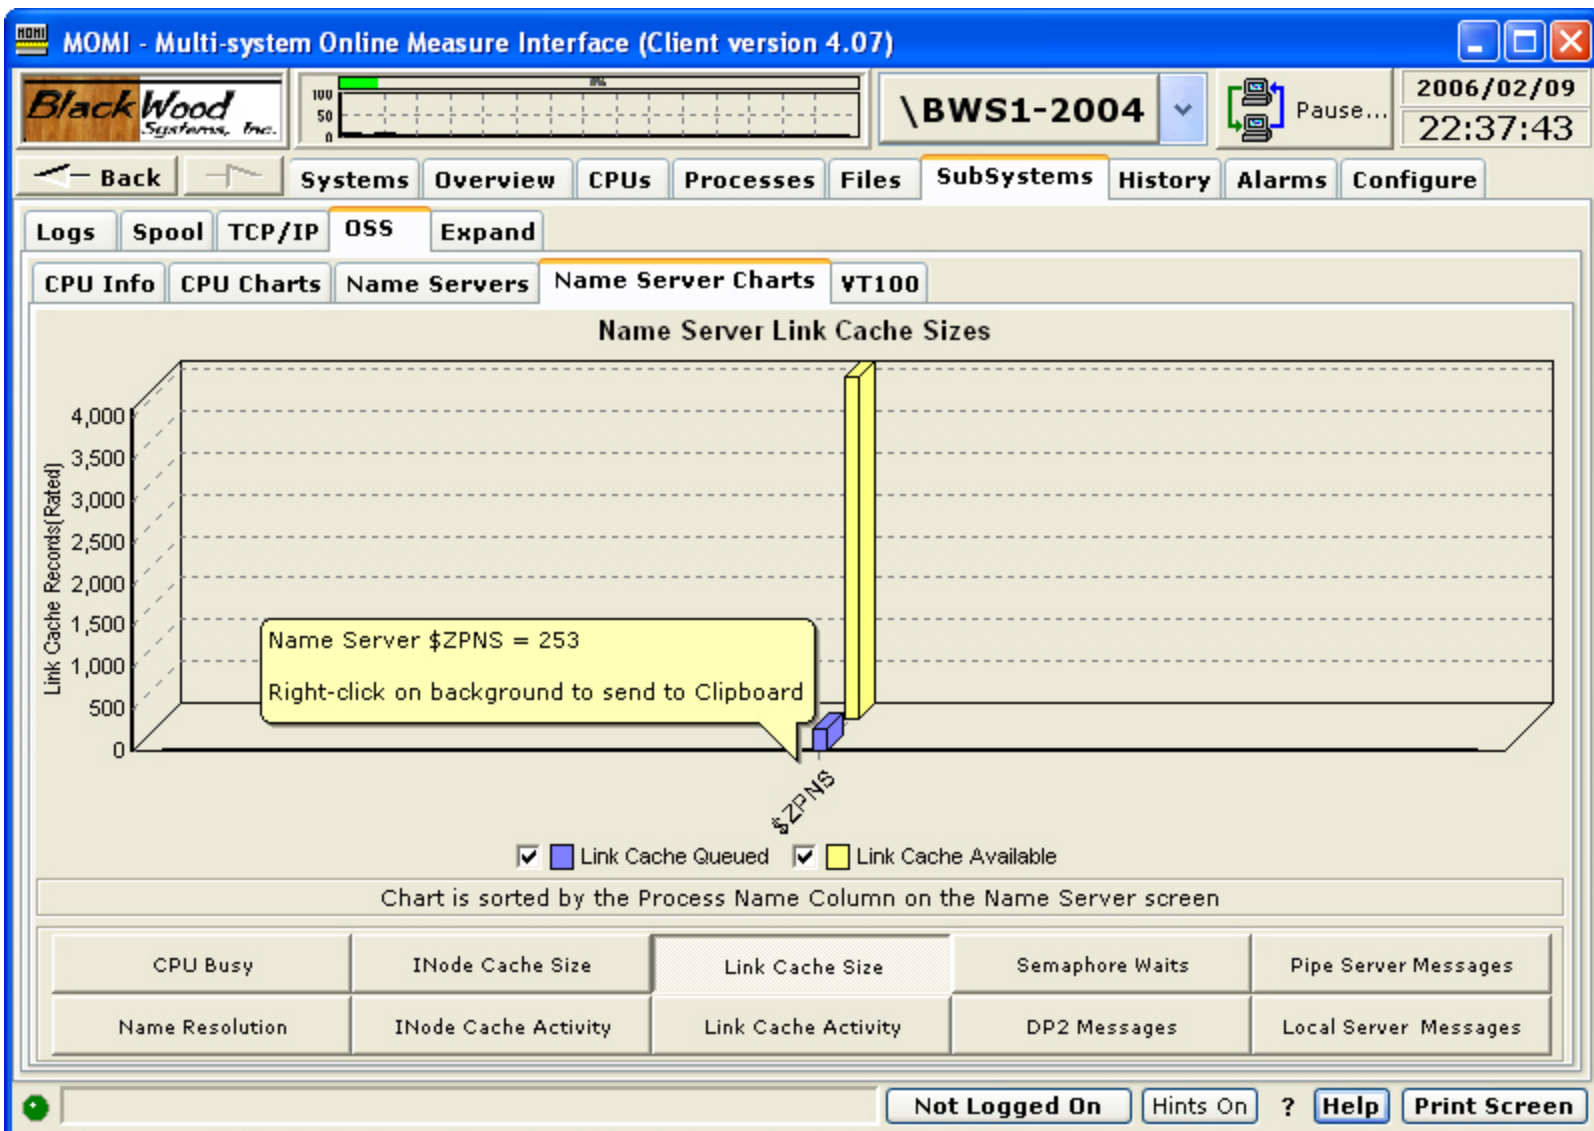 MOMI
MOMI - Multi-system Online Measure Interface (Client version 4.07)
BlackWood
Systems, Inc.
100
50
0
\BWS1-2004
Pause...
2006/02/09
22:37:43
Back
Systems Overview CPUs Processes Files SubSystems History Alarms Configure
Logs Spool TCP/IP OSS Expand
CPU Info CPU Charts Name Servers Name Server Charts VT100
Name Server Link Cache Sizes
Link Cache Records(Rated)
4,000
3,500
3,000
2,500
2,000
1,500
1,000
500
0
Name Server $ZPNS = 253
Right-click on background to send to Clipboard
$ZPNS
Link Cache Queued Link Cache Available
Chart is sorted by the Process Name Column on the Name Server screen
CPU Busy INode Cache Size Link Cache Size Semaphore Waits Pipe Server Messages
Name Resolution INode Cache Activity Link Cache Activity DP2 Messages Local Server Messages
Not Logged On Hints On ? Help Print Screen